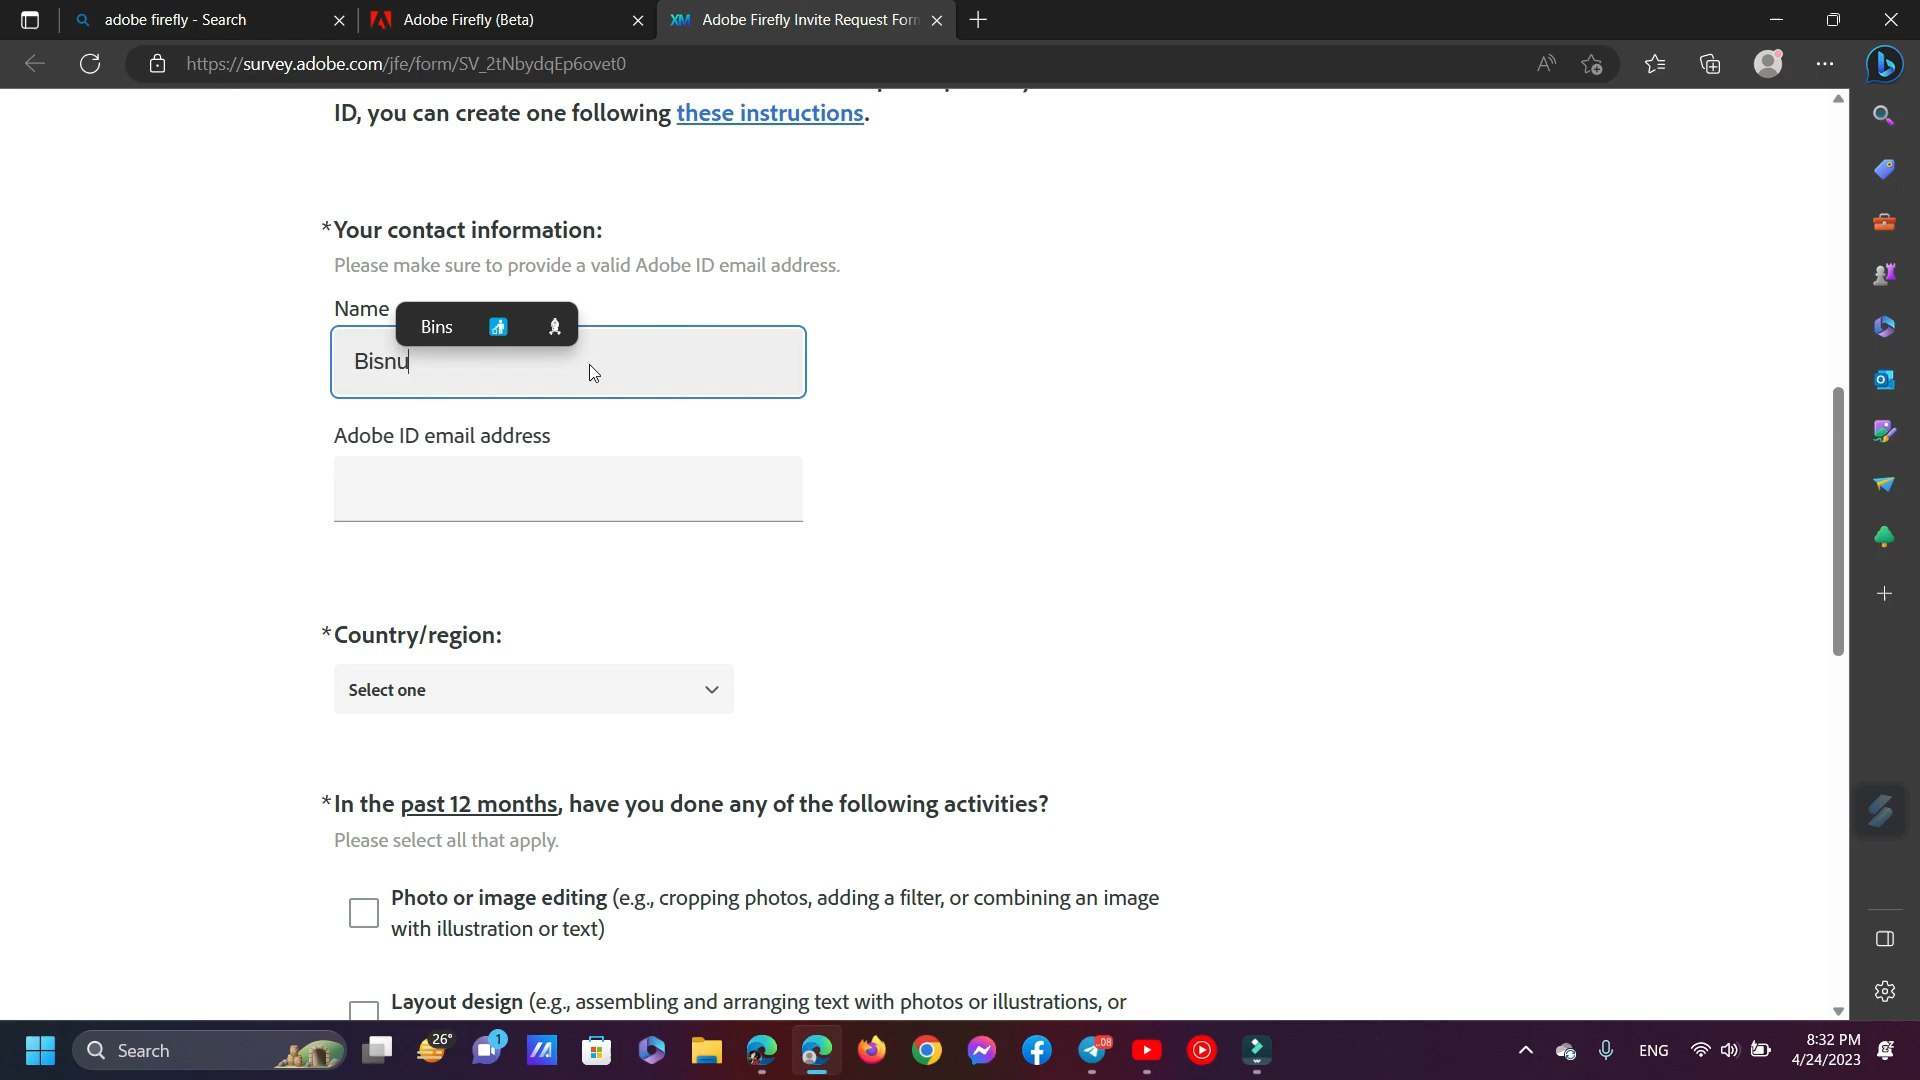 adobe firefly - Search
Adobe Firefly (Beta)
XM Adobe Firefly Invite Request Forn
https://survey.adobe.com/jfe/form/SV_2tNbydqEp6ovet0
ID, you can create one following these instructions.
*Your contact information:
Please make sure to provide a valid Adobe ID email address.
Name
Bins
Bisnu
Adobe ID email address
*Country/region:
Select one
*In the past 12 months, have you done any of the following activities?
Please select all that apply.
Photo or image editing (e.g., cropping photos, adding a filter, or combining an image
with illustration or text)
Layout design (e.g., assembling and arranging text with photos or illustrations, or
Search
26°
1
.08
ENG
8:32 PM
4/24/2023